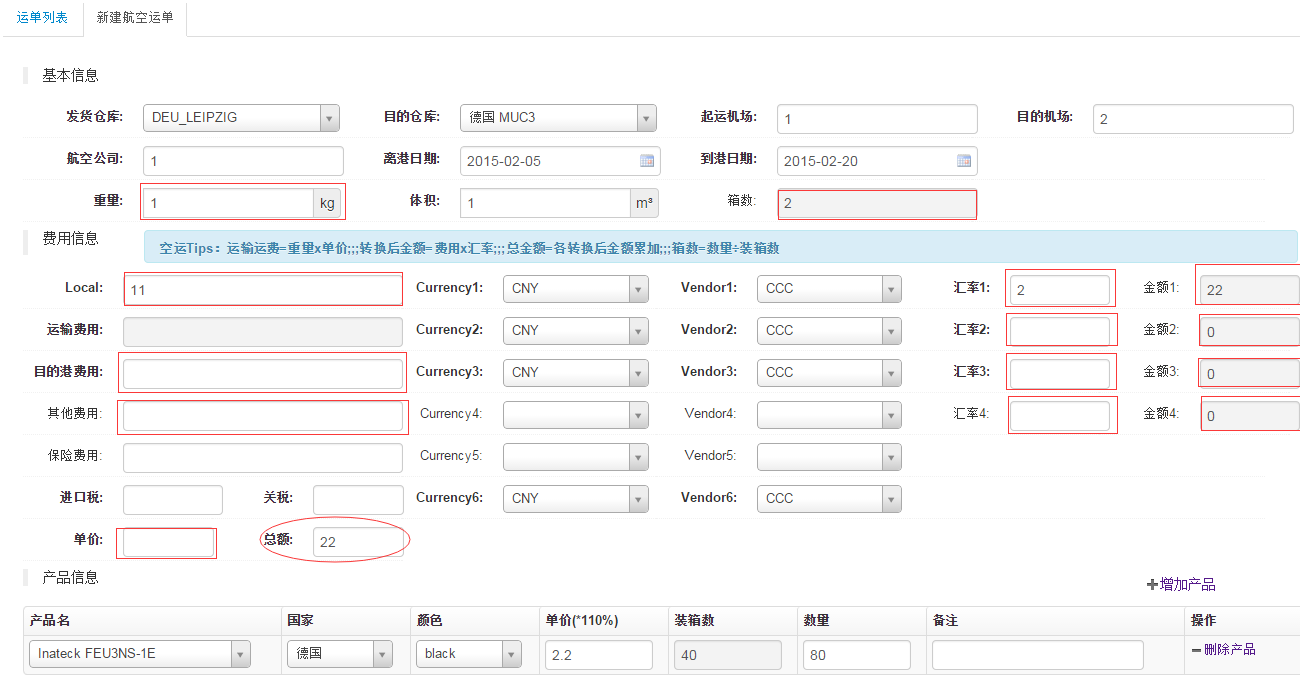 运单列表 新建航空运单
基本信息
发货仓库: DEU_LEIPZIG 目的仓库: 德国 MUC3 起运机场: 1 目的机场: 2
航空公司: 1 离港日期: 2015-02-05 到港日期: 2015-02-20
重量: 1 kg 体积: 1 m³ 箱数: 2
费用信息 空运Tips：运输运费=重量x单价;;;转换后金额=费用x汇率;;;总金额=各转换后金额累加;;;箱数=数量÷装箱数
Local: 11 Currency1: CNY Vendor1: CCC 汇率1: 2 金额1: 22
运输费用: Currency2: CNY Vendor2: CCC 汇率2: 金额2: 0
目的港费用: Currency3: CNY Vendor3: CCC 汇率3: 金额3: 0
其他费用: Currency4: Vendor4: 汇率4: 金额4: 0
保险费用: Currency5: Vendor5:
进口税: 关税: Currency6: CNY Vendor6: CCC
单价: 总额: 22
产品信息
+增加产品
产品名 国家 颜色 单价(*110%) 装箱数 数量 备注 操作
Inateck FEU3NS-1E 德国 black 2.2 40 80 −删除产品